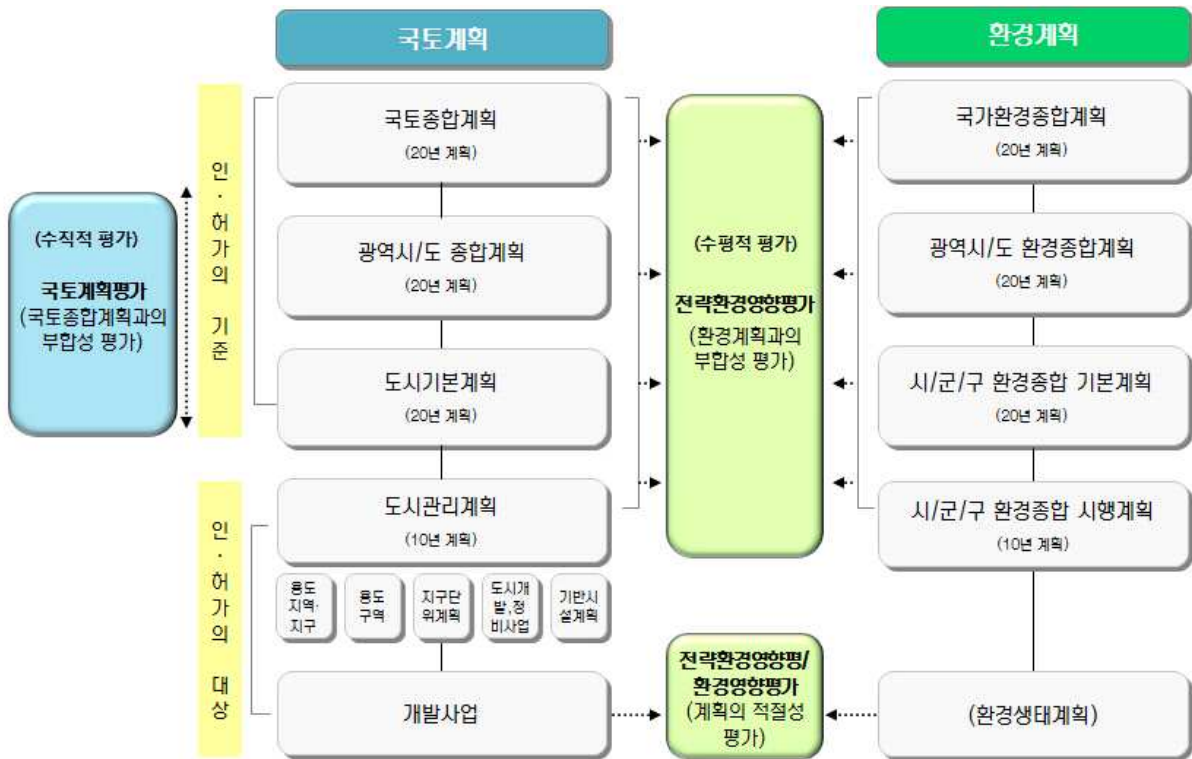 국토계획
환경계획
인·허가의 기준
국토종합계획
(20년 계획)
국가환경종합계획
(20년 계획)
(수직적 평가)
국토계획평가
(국토종합계획과의
부합성 평가)
광역시/도 종합계획
(20년 계획)
(수평적 평가)
전략환경영향평가
(환경계획과의
부합성 평가)
광역시/도 환경종합계획
(20년 계획)
도시기본계획
(20년 계획)
시/군/구 환경종합 기본계획
(20년 계획)
인·허가의 대상
도시관리계획
(10년 계획)
시/군/구 환경종합 시행계획
(10년 계획)
용도
지역·
지구
용도
구역
지구단
위계획
도시개
발,정
비사업
기반시
설계획
개발사업
전략환경영향평/
환경영향평가
(계획의 적절성
평가)
(환경생태계획)